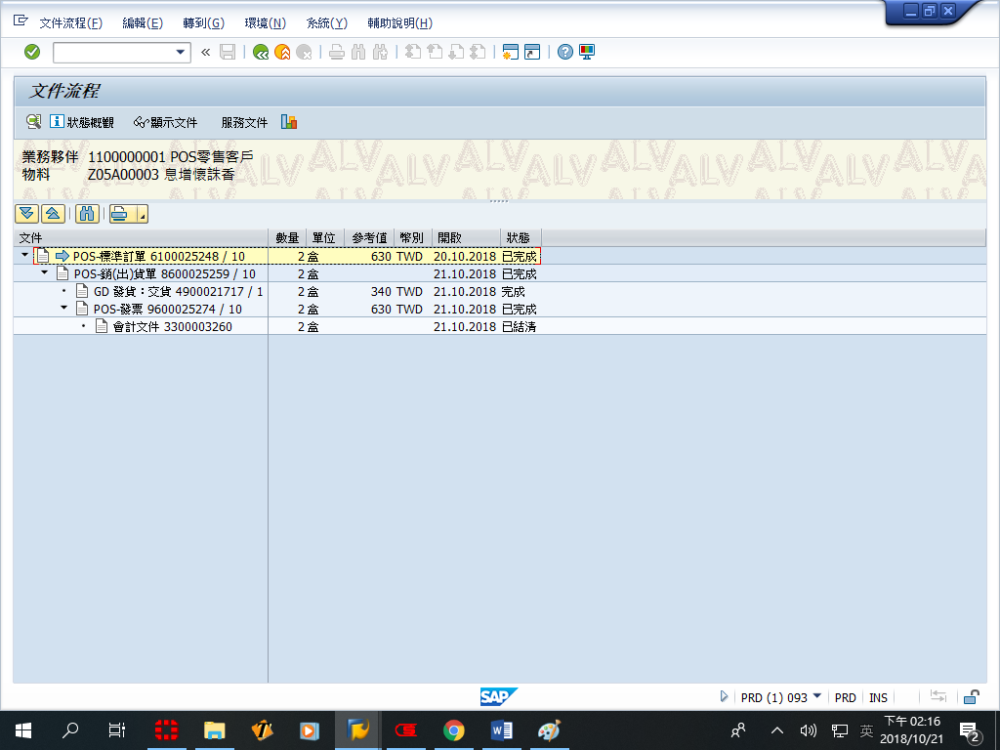 文件流程(F) 編輯(E) 轉到(G) 環境(N) 系統(Y) 輔助說明(H)
文件流程
狀態概觀 顯示文件 服務文件
業務夥伴 1100000001 POS零售客戶
物料 Z05A00003 息增懷誅香
文件 數量 單位 參考值 幣別 開啟 狀態
POS-標準訂單 6100025248 / 10 2 盒 630 TWD 20.10.2018 已完成
POS-銷(出)貨單 8600025259 / 10 2 盒 21.10.2018 已完成
GD 發貨：交貨 4900021717 / 1 2 盒 340 TWD 21.10.2018 完成
POS-發票 9600025274 / 10 2 盒 630 TWD 21.10.2018 已完成
會計文件 3300003260 2 盒 21.10.2018 已結清
SAP PRD (1) 093 PRD INS
英 下午 02:16
2018/10/21 2